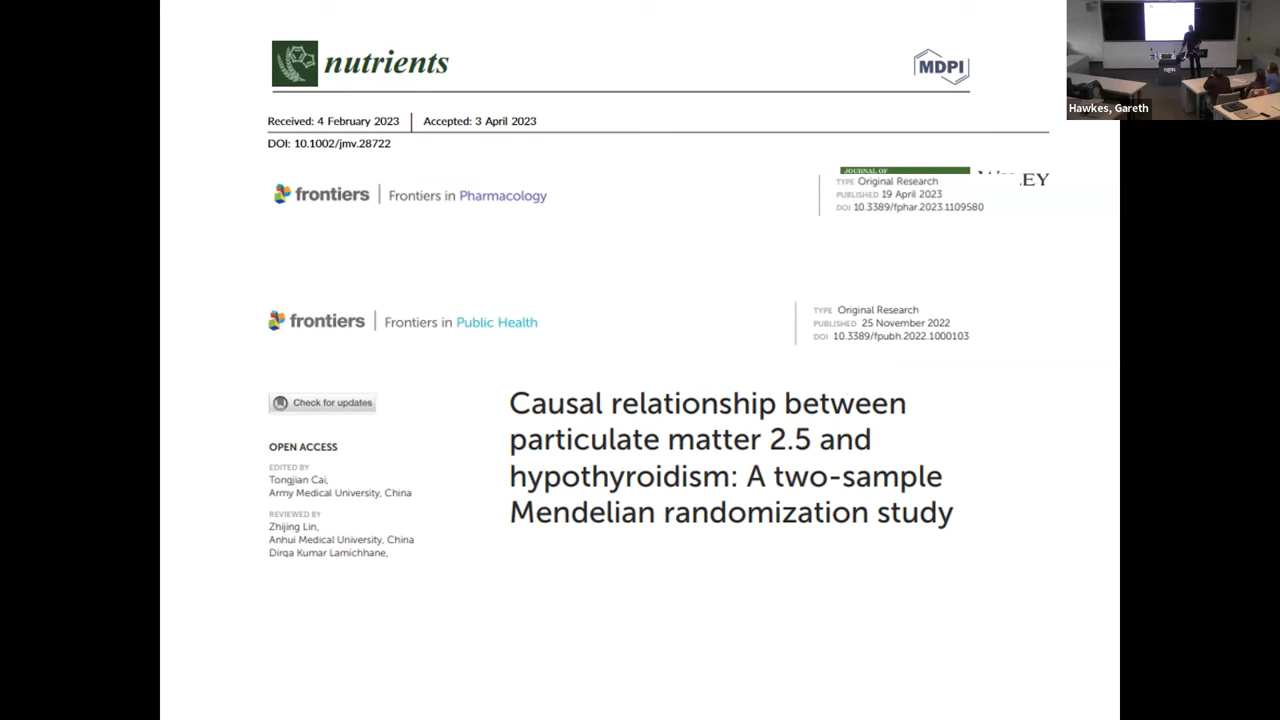 nutrients
MDPI
Hawkes, Gareth
Received: 4 February 2023 | Accepted: 3 April 2023
DOI: 10.1002/jmv.28722
JOURNAL OF
frontiers | Frontiers in Pharmacology
TYPE Original Research
PUBLISHED 19 April 2023
DOI 10.3389/fphar.2023.1109580
frontiers | Frontiers in Public Health
TYPE Original Research
PUBLISHED 25 November 2022
DOI 10.3389/fpubh.2022.1000103
Check for updates
OPEN ACCESS
EDITED BY
Tongjian Cai,
Army Medical University, China
REVIEWED BY
Zhijing Lin,
Anhui Medical University, China
Dirga Kumar Lamichhane,
Causal relationship between
particulate matter 2.5 and
hypothyroidism: A two-sample
Mendelian randomization study